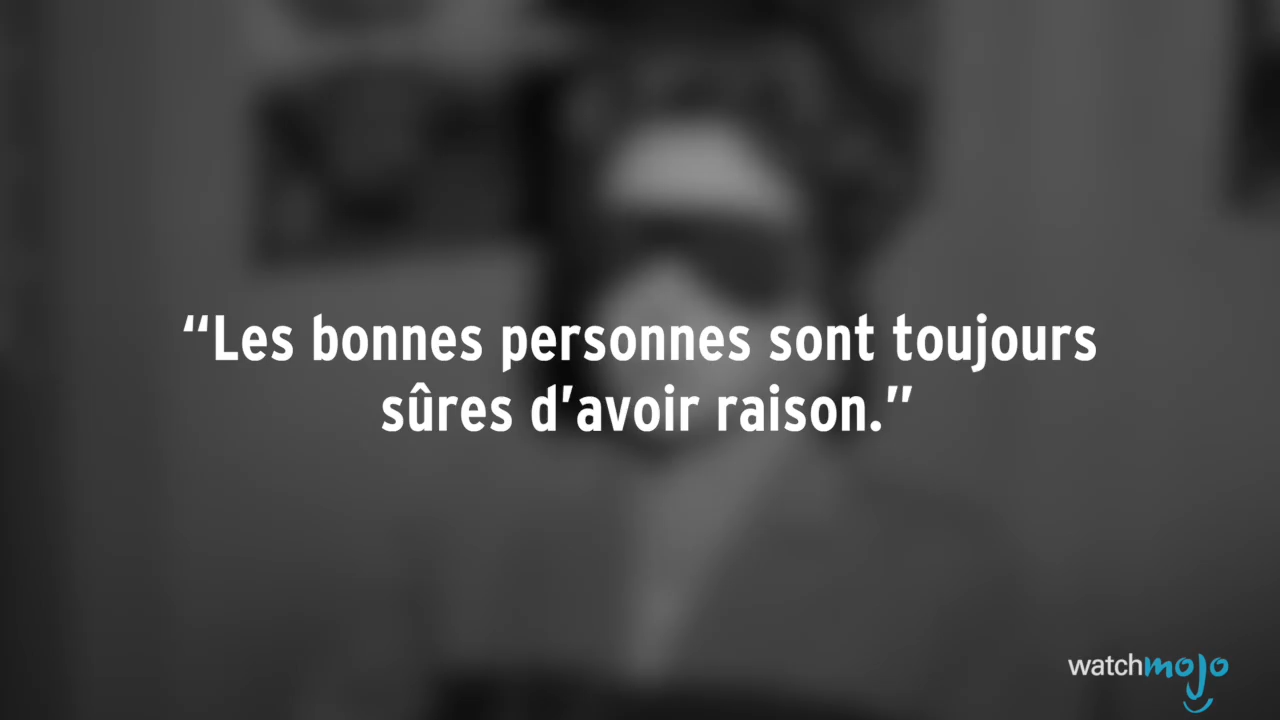 “Les bonnes personnes sont toujours
sûres d’avoir raison.”
watchmojo